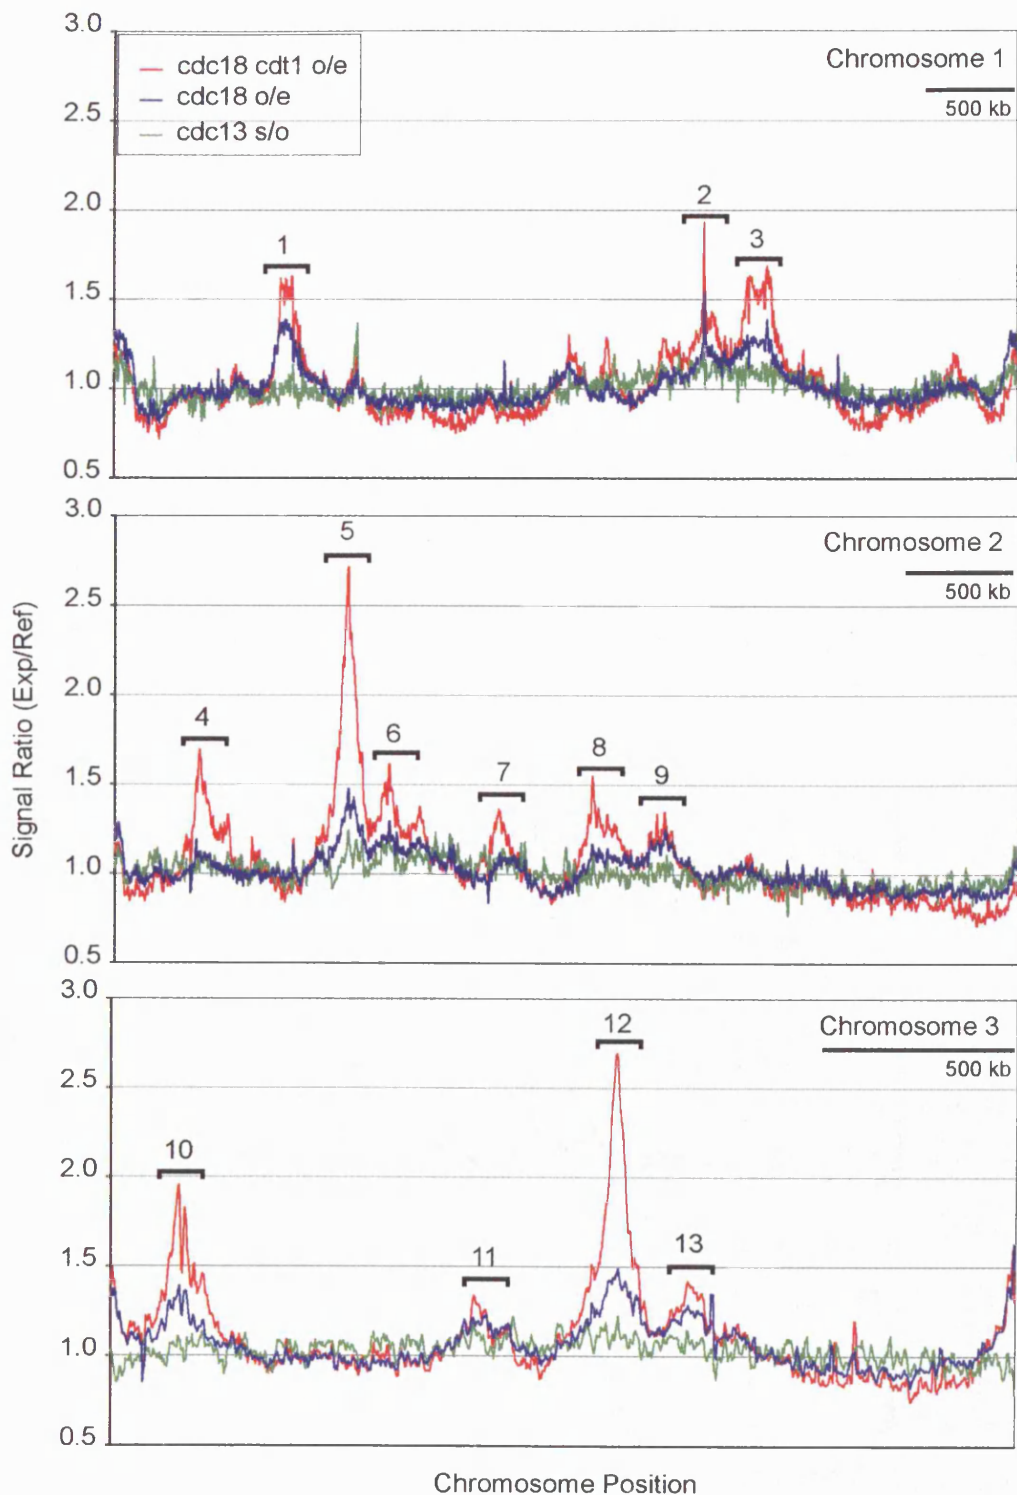 3.0
cdc18 cdt1 o/e
cdc18 o/e
cdc13 s/o
Chromosome 1
500 kb
2.5
2.0
1.5
1.0
0.5
1
2
3
3.0
Chromosome 2
500 kb
2.5
2.0
1.5
1.0
0.5
4
5
6
7
8
9
Signal Ratio (Exp/Ref)
3.0
Chromosome 3
500 kb
2.5
2.0
1.5
1.0
0.5
10
11
12
13
Chromosome Position